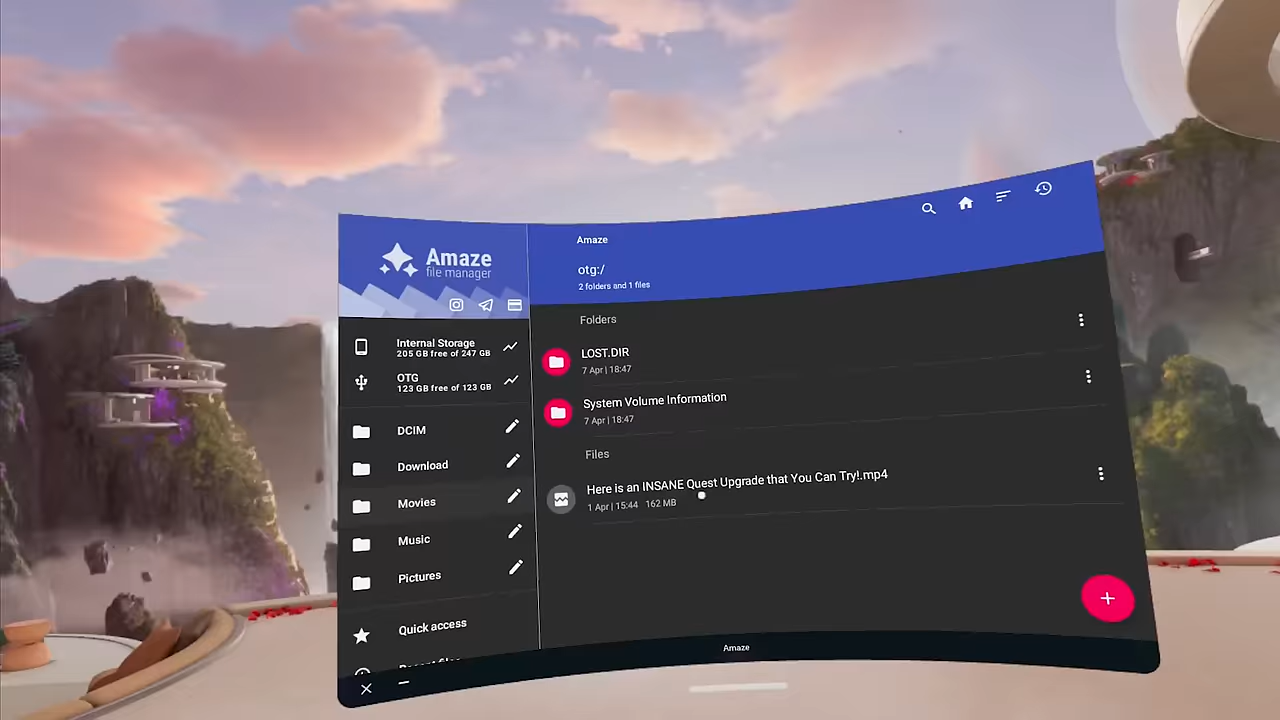 Amaze
file manager
Internal Storage
205 GB free of 247 GB
OTG
123 GB free of 123 GB
DCIM
Download
Movies
Music
Pictures
Quick access
Amaze
otg:/
2 folders and 1 files
Folders
LOST.DIR
7 Apr | 18:47
System Volume Information
7 Apr | 18:47
Files
Here is an INSANE Quest Upgrade that You Can Try!.mp4
1 Apr | 15:44 162 MB
Amaze